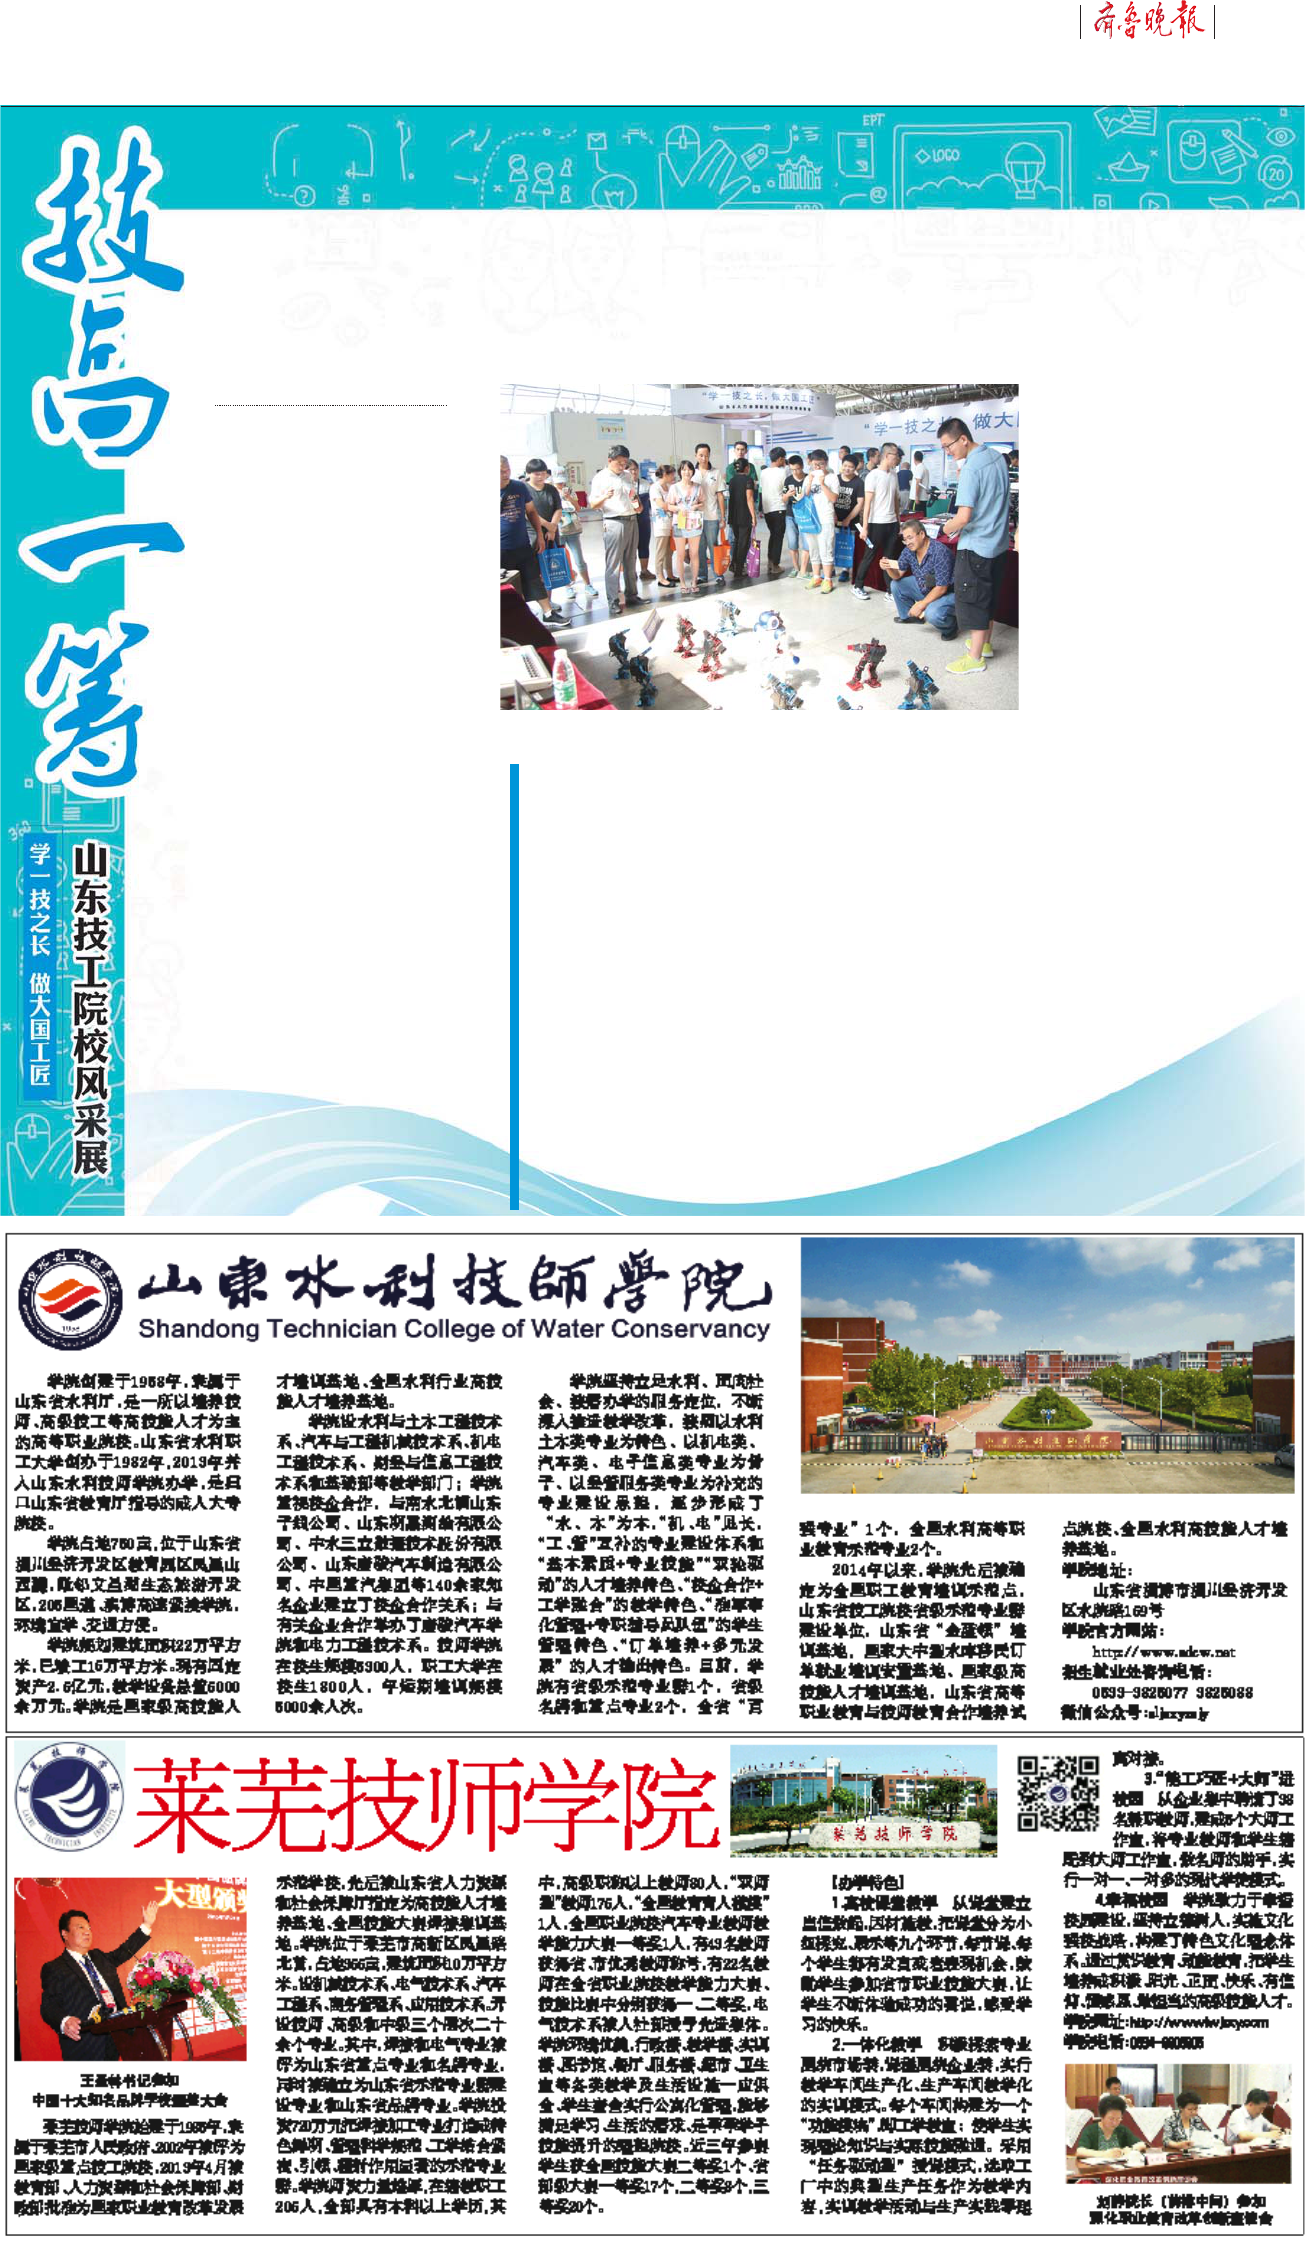 齐鲁晚报
EPT
LOGO
20
技高一筹
360
学一技之长 做大国工匠
山东技工院校风采展
“学一技之长，做大国工匠”
“学一技之长，做大国
山東水利技師學院
Shandong Technician College of Water Conservancy
1958
学院创建于1958年，隶属于
山东省水利厅，是一所以培养技
师、高级技工等高技能人才为主
的高等职业院校。山东省水利职
工大学创办于1982年，2013年并
入山东水利技师学院办学，是归
口山东省教育厅指导的成人大专
院校。
学院占地750亩，位于山东省
淄川经济开发区教育园区凤凰山
西麓，毗邻文昌湖生态旅游开发
区，205国道、滨博高速紧接学院，
环境宜学、交通方便。
学院规划建筑面积22万平方
米，已竣工15万平方米。现有固定
资产2.6亿元，教学设备总值6000
余万元。学院是国家级高技能人
才培训基地、全国水利行业高技
能人才培养基地。
学院设水利与土木工程技术
系、汽车与工程机械技术系、机电
工程技术系、财经与信息工程技
术系和基础部等教学部门；学院
重视校企合作，与南水北调山东
干线公司、山东润鲁测绘有限公
司、中水三立数据技术股份有限
公司、山东唐骏汽车制造有限公
司、中国重汽集团等140余家知
名企业建立了校企合作关系；与
有关企业合作举办了唐骏汽车学
院和电力工程技术系。技师学院
在校生规模5300人，职工大学在
校生1800人，年短期培训规模
5000余人次。
学院坚持立足水利、面向社
会、按需办学的服务定位，不断
深入推进教学改革，按照以水利
土木类专业为特色、以机电类、
汽车类、电子信息类专业为骨
干、以经管服务类专业为补充的
专业建设思路，逐步形成了
“水、木”为本，“机、电”见长，
“工、管”互补的专业建设体系和
“基本素质+专业技能”“双轮驱
动”的人才培养特色、“校企合作+
工学融合”的教学特色、“准军事
化管理+专职辅导员队伍”的学生
管理特色、“订单培养+多元发
展”的人才输出特色。目前，学
院有省级示范专业群1个，省级
名牌和重点专业2个，全省“百
强专业”1个，全国水利高等职
业教育示范专业2个。
2014年以来，学院先后被确
定为全国职工教育培训示范点，
山东省技工院校省级示范专业群
建设单位，山东省“金蓝领”培
训基地，国家大中型水库移民订
单就业培训安置基地、国家级高
技能人才培训基地，山东省高等
职业教育与技师教育合作培养试
点院校、全国水利高技能人才培
养基地。
学院地址：
山东省淄博市淄川经济开发
区水院路169号
学院官方网站：
招生就业处咨询电话：
0533-3825077 3825088
莱芜技师学院
莱芜技师学院
大型颁奖
王圣祥书记参加
中国十大知名品牌学校颁奖大会
莱芜技师学院始建于1985年，隶
属于莱芜市人民政府，2002年被评为
国家级重点技工院校，2013年4月被
教育部、人力资源和社会保障部、财
政部批准为国家职业教育改革发展
示范学校，先后被山东省人力资源
和社会保障厅指定为高技能人才培
养基地、全国技能大赛焊接集训基
地。学院位于莱芜市高新区凤凰路
北首，占地355亩，建筑面积10万平方
米。设机械技术系、电气技术系、汽车
工程系、商务管理系、应用技术系。开
设技师、高级和中级三个层次二十
余个专业。其中，焊接和电气专业被
评为山东省重点专业和名牌专业，
同时被确立为山东省示范专业群建
设专业和山东省品牌专业。学院投
资720万元把焊接加工专业打造成特
色鲜明、管理科学规范、工学结合紧
密、引领、辐射作用显著的示范专业
群。学院师资力量雄厚，在籍教职工
206人，全部具有本科以上学历，其
中，高级职称以上教师80人，“双师
型”教师175人，“全国教育育人楷模”
1人，全国职业院校汽车专业教师教
学能力大赛一等奖1人，有43名教师
获得省、市优秀教师称号，有22名教
师在全省职业院校教学能力大赛、
技能比赛中分别获得一、二等奖，电
气技术系被人社部授予先进集体。
学院环境优美，行政楼、教学楼、实训
楼、图书馆、餐厅、服务楼、超市、卫生
室等各类教学及生活设施一应俱
全，学生宿舍实行公寓化管理，能够
满足学习、生活的需求，是莘莘学子
技能提升的理想院校。近三年参赛
学生获全国技能大赛二等奖1个、省
部级大赛一等奖17个，二等奖8个，三
等奖20个。
【办学特色】
1.高校课堂教学 从课堂建立
自信做起，因材施教，把课堂分为小
组探究、展示等九个环节，每节课，每
个学生都有发言或者表现机会，鼓
励学生参加省市职业技能大赛，让
学生不断体验成功的喜悦，感受学
习的快乐。
2.一体化教学 积极探索专业
围绕市场转，课程围绕企业转，实行
教学车间生产化、生产车间教学化
的实训模式。每个车间构建为一个
“功能模块”，即工学教室；使学生实
现理论知识与实际技能融通。采用
“任务驱动型”授课模式，选取工
厂中的典型生产任务作为教学内
容，实训教学活动与生产实践零距
离对接。
3.“能工巧匠+大师”进
校园 从企业集中聘请了38
名兼职教师，建成5个大师工
作室，将专业教师和学生搭
配到大师工作室，做名师的助手，实
行一对一、一对多的现代学徒模式。
4.幸福校园 学院致力于幸福
校园建设，坚持立德树人，实施文化
强校战略，构建了特色文化理念体
系，通过赏识教育，动能教育，把学生
培养成积极、阳光、正面、快乐、有信
仰、懂感恩、敢担当的高级技能人才。
刘静院长（前排中间）参加
深化职业教育改革创新座谈会